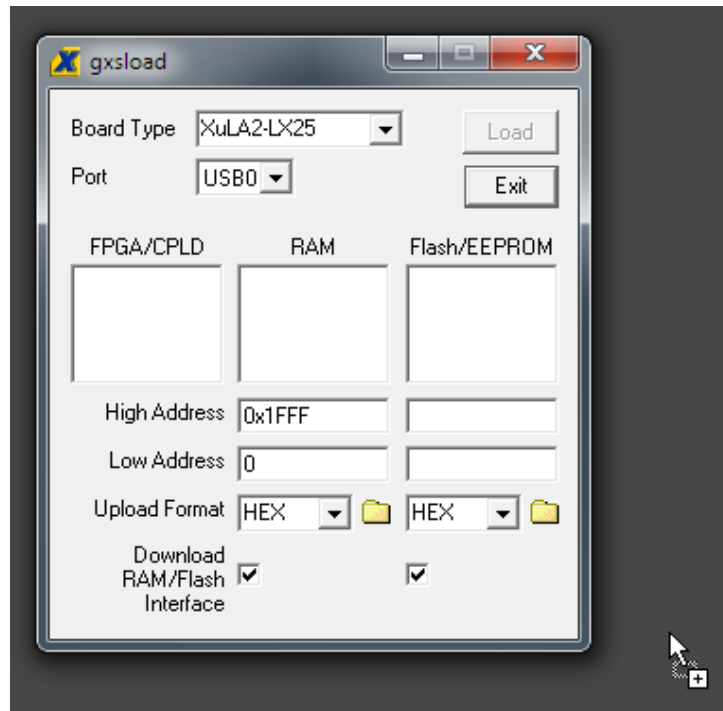 gxsload
Board Type XuLA2-LX25 Load
Port USB0 Exit
FPGA/CPLD RAM Flash/EEPROM
High Address 0x1FFF
Low Address 0
Upload Format HEX HEX
Download
RAM/Flash
Interface